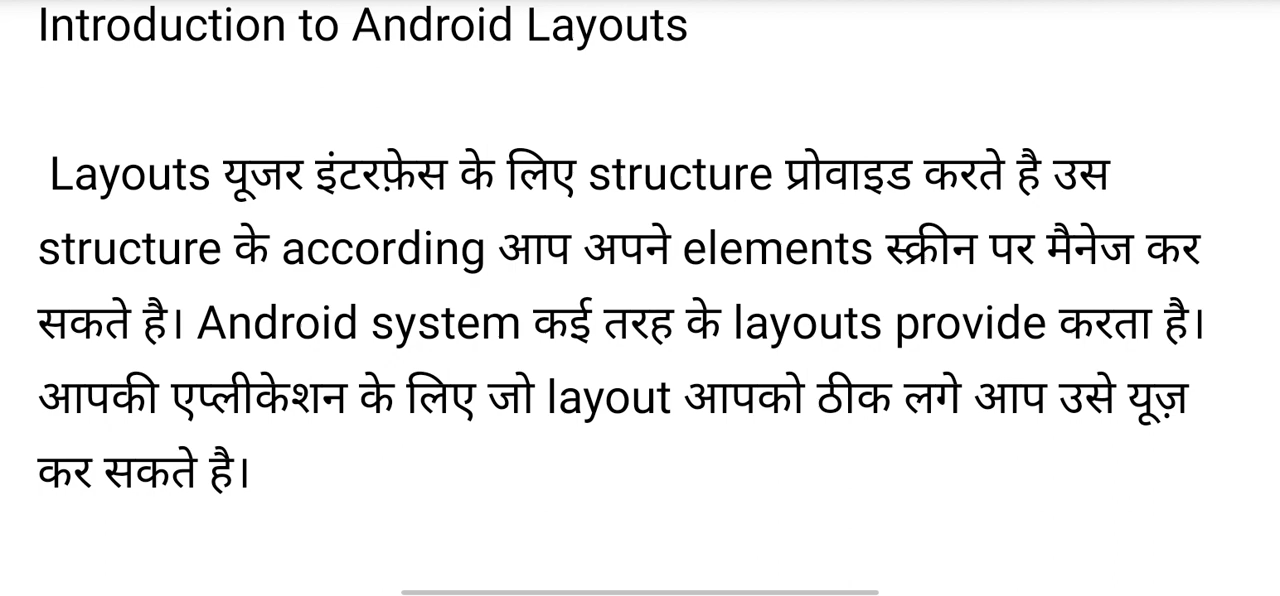 Introduction to Android Layouts
Layouts यूजर इंटरफ़ेस के लिए structure प्रोवाइड करते है उस
structure के according आप अपने elements स्क्रीन पर मैनेज कर
सकते है। Android system कई तरह के layouts provide करता है।
आपकी एप्लीकेशन के लिए जो layout आपको ठीक लगे आप उसे यूज़
कर सकते है।